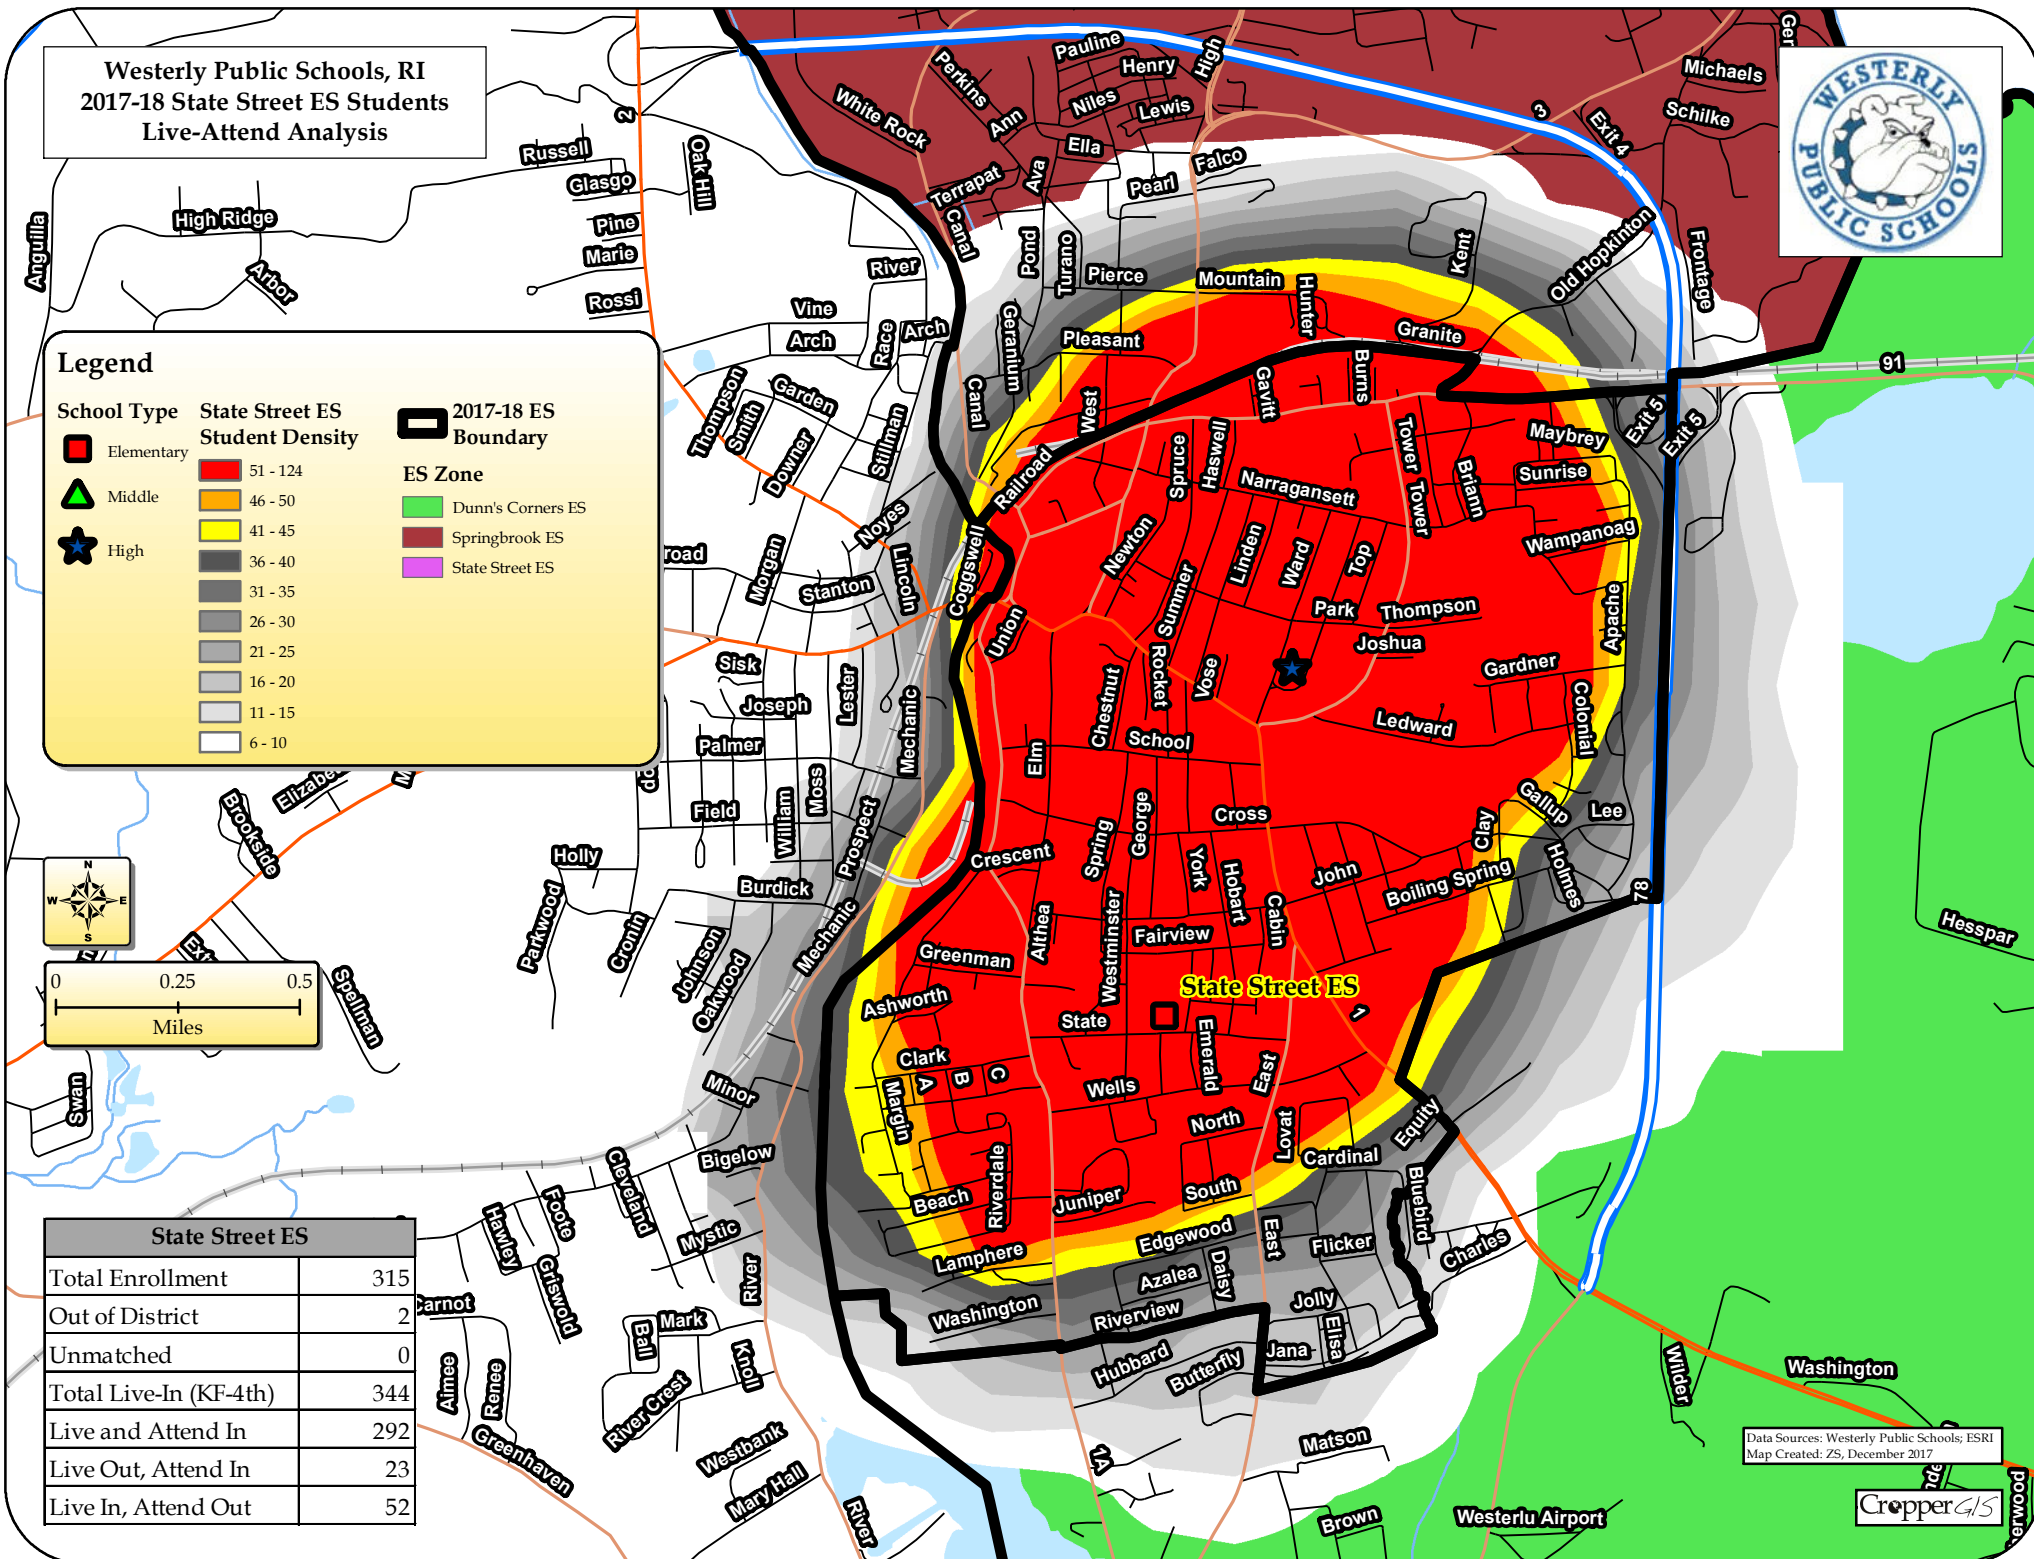 Westerly Public Schools, RI
2017-18 State Street ES Students
Live-Attend Analysis
WESTERLY
PUBLIC SCHOOLS
Legend
School Type
Elementary
Middle
High
State Street ES
Student Density
51 - 124
46 - 50
41 - 45
36 - 40
31 - 35
26 - 30
21 - 25
16 - 20
11 - 15
6 - 10
2017-18 ES
Boundary
ES Zone
Dunn's Corners ES
Springbrook ES
State Street ES
N
W
E
S
0 0.25 0.5
Miles
State Street ES
Total Enrollment 315
Out of District 2
Unmatched 0
Total Live-In (KF-4th) 344
Live and Attend In 292
Live Out, Attend In 23
Live In, Attend Out 52
Data Sources: Westerly Public Schools; ESRI
Map Created: ZS, December 2017
Cropper GIS
State Street ES
Pauline
Perkins
Henry
High
Niles
Lewis
White Rock
Ann
Ella
Ava
Falco
Pearl
Terrapat
Canal
3
Exit 4
Michaels
Schilke
Old Hopkinton
Frontage
Kent
2
Russell
Glasgo
Oak Hill
Pine
Marie
Rossi
High Ridge
Anguilla
Arbor
River
Vine
Arch
Race
Arch
Pond
Turano
Pierce
Mountain
Hunter
Granite
Geranium
Pleasant
Canal
West
Gavitt
Burns
91
Exit 5
Exit 5
Thompson
Smith
Garden
Downer
Stillman
Railroad
Spruce
Haswell
Narragansett
Tower
Tower
Briann
Maybrey
Sunrise
Wampanoag
Noyes
Lincoln
Coggswell
Morgan
Stanton
Union
Newton
Summer
Linden
Ward
Top
Park
Thompson
Joshua
Apache
Gardner
Colonial
Ledward
Sisk
Joseph
Lester
Palmer
Mechanic
Moss
Field
William
Prospect
Chestnut
Rocket
Vose
School
Elm
Spring
George
Cross
Crescent
York
Hobart
Cabin
John
Boiling Spring
Clay
Gallup
Lee
Holmes
78
Hesspar
Brookside
Holly
Parkwood
Cronin
Burdick
Johnson
Oakwood
Mechanic
Spellman
Swan
Althea
Westminster
Fairview
Greenman
Ashworth
State
Emerald
East
1
Clark
A
B
C
Margin
Wells
North
Lovat
Equity
Cardinal
Minor
Bigelow
Beach
Riverdale
Juniper
South
Bluebird
Lamphere
Edgewood
East
Flicker
Charles
Azalea
Daisy
Jolly
Washington
Riverview
Elisa
Jana
Hubbard
Butterfly
Cleveland
Foote
Hawley
Griswold
Mystic
River
Mark
Ball
Knoll
River Crest
Aimee
Renee
Greenhaven
Westbank
Mary Hall
River
1A
Matson
Brown
Westerlu Airport
Wilder
Washington